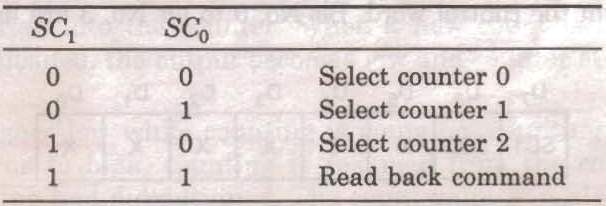 SC₁ SC₀
0 0 Select counter 0
0 1 Select counter 1
1 0 Select counter 2
1 1 Read back command